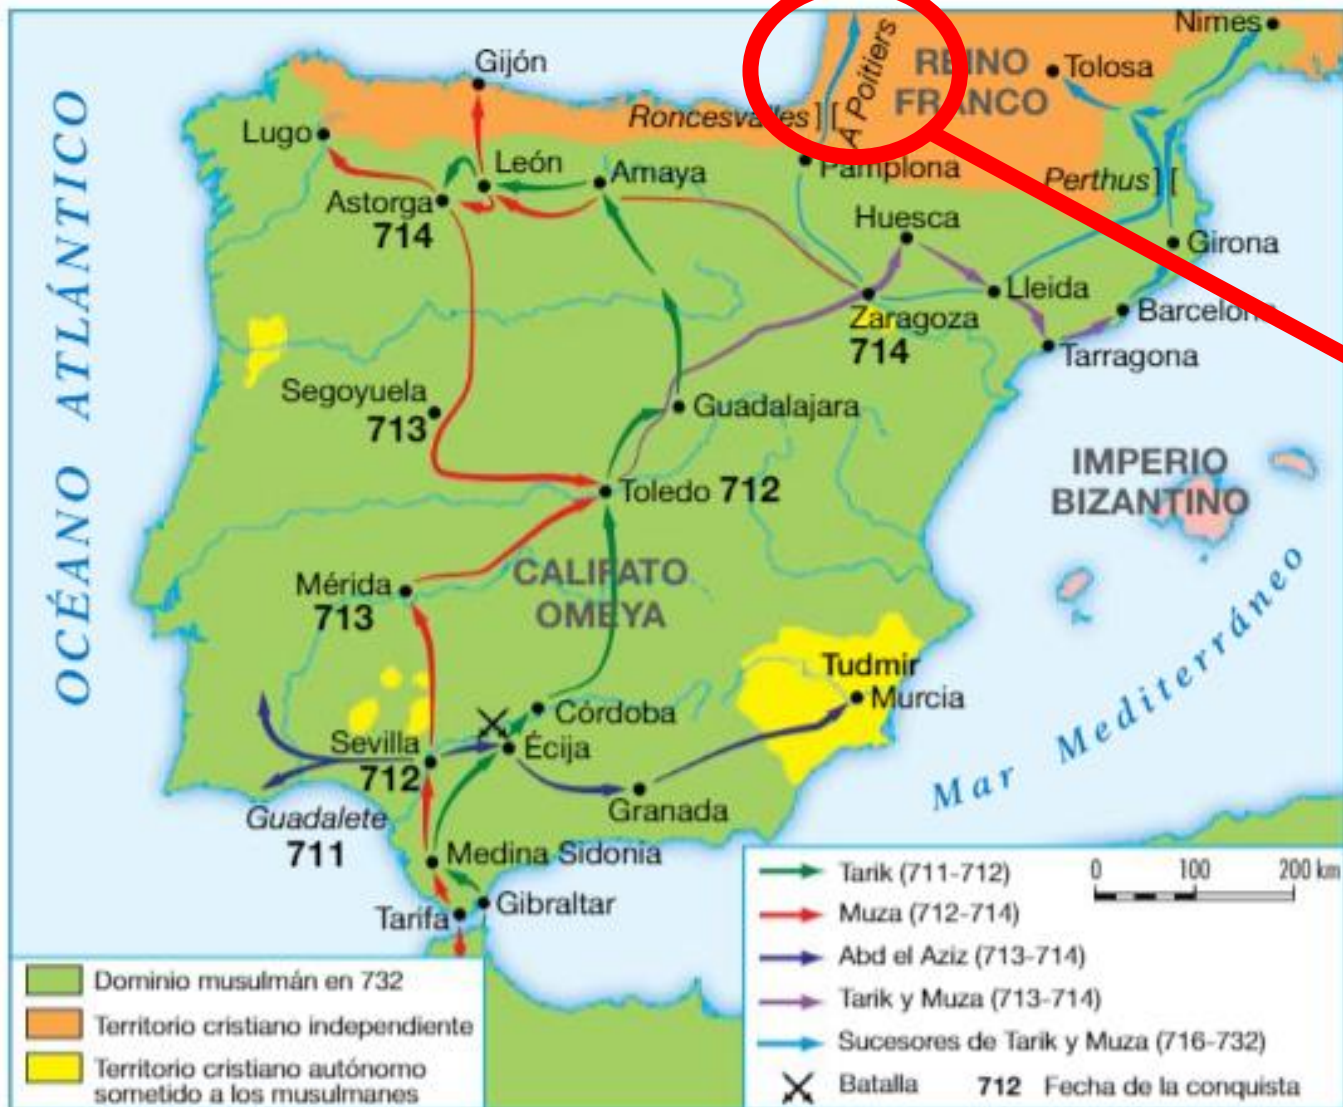 Nimes
Gijón
REINO
FRANCO
Tolosa
A Poitiers
Roncesvalles
Lugo
León
Amaya
Pamplona
Perthus
Astorga
714
Huesca
Girona
Lleida
Zaragoza
714
Barcelona
Tarragona
OCÉANO ATLÁNTICO
Segoyuela
713
Guadalajara
IMPERIO
BIZANTINO
Toledo 712
CALIFATO
OMEYA
Mérida
713
Mar Mediterráneo
Tudmir
Murcia
Córdoba
Sevilla
712
Écija
Granada
Guadalete
711
Medina Sidonia
Gibraltar
Tarifa
Dominio musulmán en 732
Territorio cristiano independiente
Territorio cristiano autónomo
sometido a los musulmanes
0 100 200 km
Tarik (711-712)
Muza (712-714)
Abd el Aziz (713-714)
Tarik y Muza (713-714)
Sucesores de Tarik y Muza (716-732)
Batalla 712 Fecha de la conquista